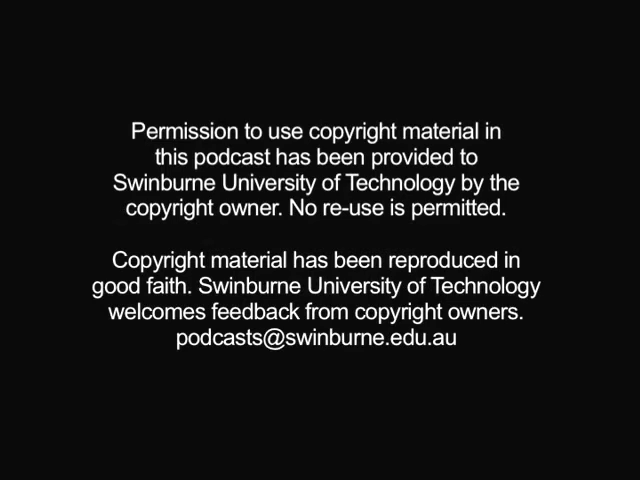 Permission to use copyright material in
this podcast has been provided to
Swinburne University of Technology by the
copyright owner. No re-use is permitted.
Copyright material has been reproduced in
good faith. Swinburne University of Technology
welcomes feedback from copyright owners.
podcasts@swinburne.edu.au